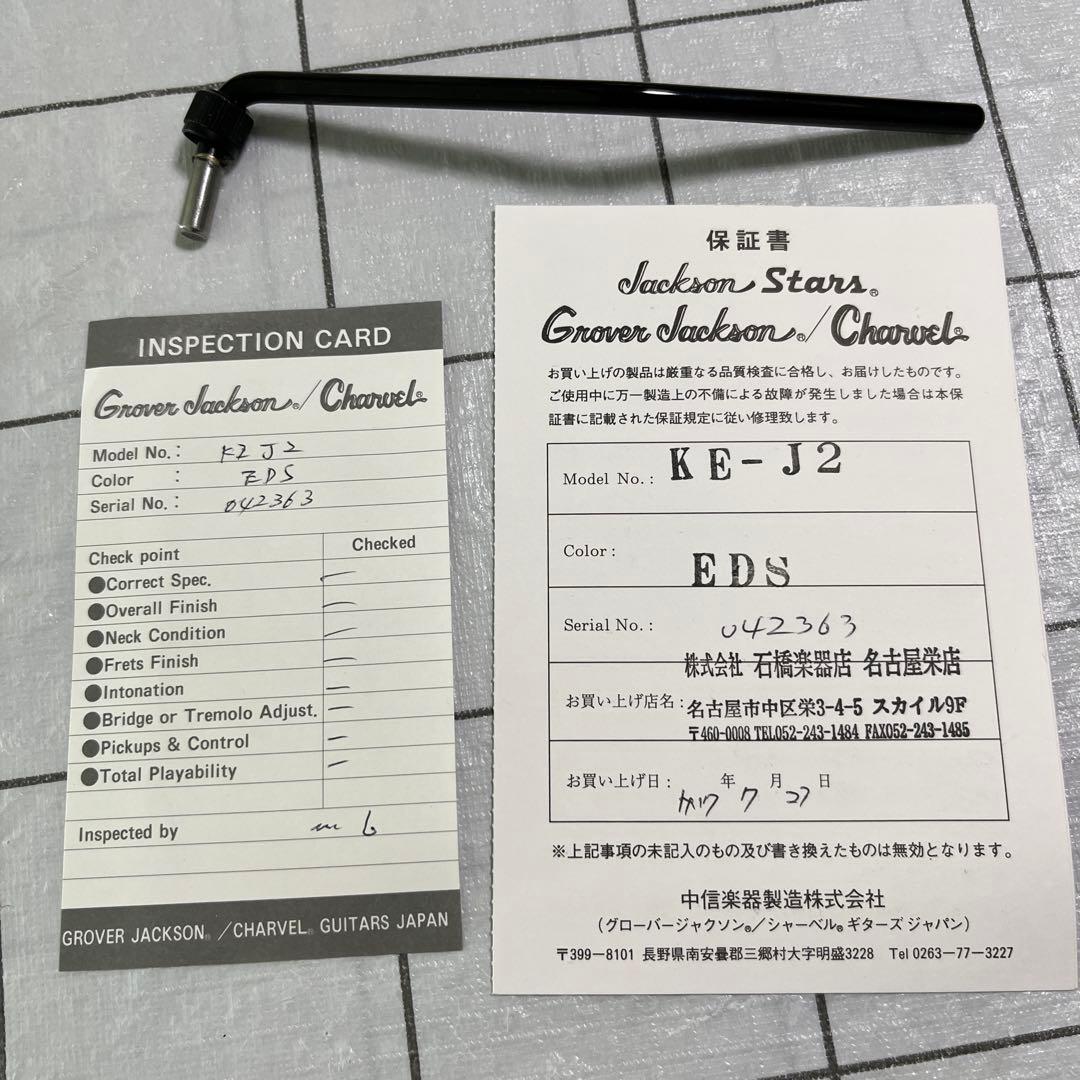 INSPECTION CARD
Grover Jackson®/Charvel®
Model No. : KE J2
Color : EDS
Serial No. : 042363
Check point Checked
●Correct Spec.
●Overall Finish
●Neck Condition
●Frets Finish
●Intonation
●Bridge or Tremolo Adjust.
●Pickups & Control
●Total Playability
Inspected by
GROVER JACKSON® /CHARVEL® GUITARS JAPAN
保証書
Jackson Stars®
Grover Jackson®/Charvel®
お買い上げの製品は厳重なる品質検査に合格し、お届けしたものです。
ご使用中に万一製造上の不備による故障が発生しました場合は本保
証書に記載された保証規定に従い修理致します。
Model No. : KE-J2
Color : EDS
Serial No. : 042363
株式会社 石橋楽器店 名古屋栄店
お買い上げ店名 : 名古屋市中区栄3-4-5 スカイル9F
〒460-0008 TEL052-243-1484 FAX052-243-1485
お買い上げ日 : 年 7 月 27 日
※上記事項の未記入のもの及び書き換えたものは無効となります。
中信楽器製造株式会社
(グローバージャクソン®/シャーベル® ギターズ ジャパン)
〒399-8101 長野県南安曇郡三郷村大字明盛3228 Tel 0263-77-3227